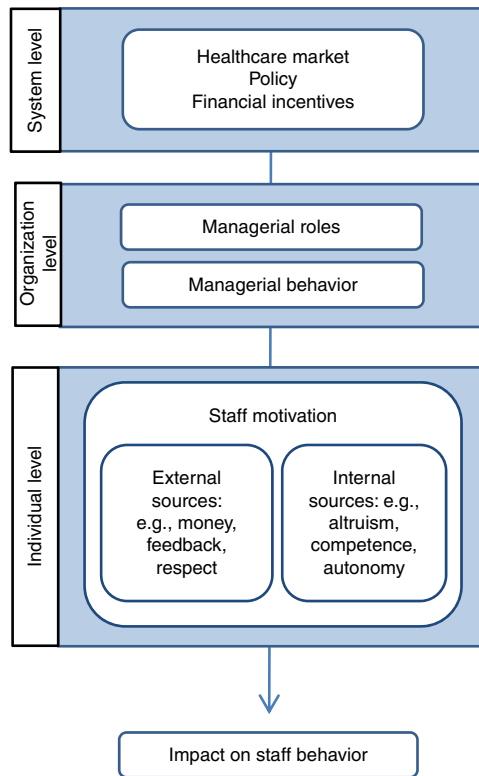 System level
Healthcare market
Policy
Financial incentives
Organization
level
Managerial roles
Managerial behavior
Individual level
Staff motivation
External
sources:
e.g., money,
feedback,
respect
Internal
sources: e.g.,
altruism,
competence,
autonomy
Impact on staff behavior